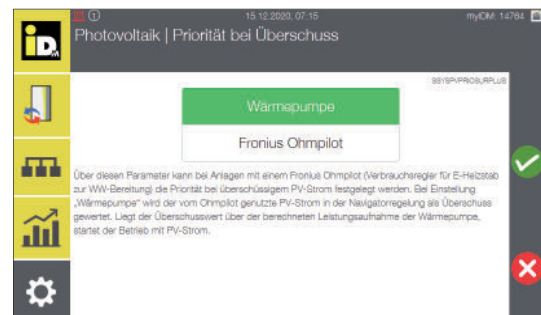 ① 15.12.2020, 07:15 myiDM: 14764
iDM
Photovoltaik | Priorität bei Überschuss
SSYSPVPRIOSURPLUS
Wärmepumpe
Fronius Ohmpilot
Über diesen Parameter kann bei Anlagen mit einem Fronius Ohmpilot (Verbrauchsregler für E-Heizstab
zur WW-Bereitung) die Priorität bei überschüssigem PV-Strom festgelegt werden. Bei Einstellung
„Wärmepumpe" wird der vom Ohmpilot genutzte PV-Strom in der Navigatorregelung als Überschuss
gewertet. Liegt der Überschusswert über der berechneten Leistungsaufnahme der Wärmepumpe,
startet der Betrieb mit PV-Strom.